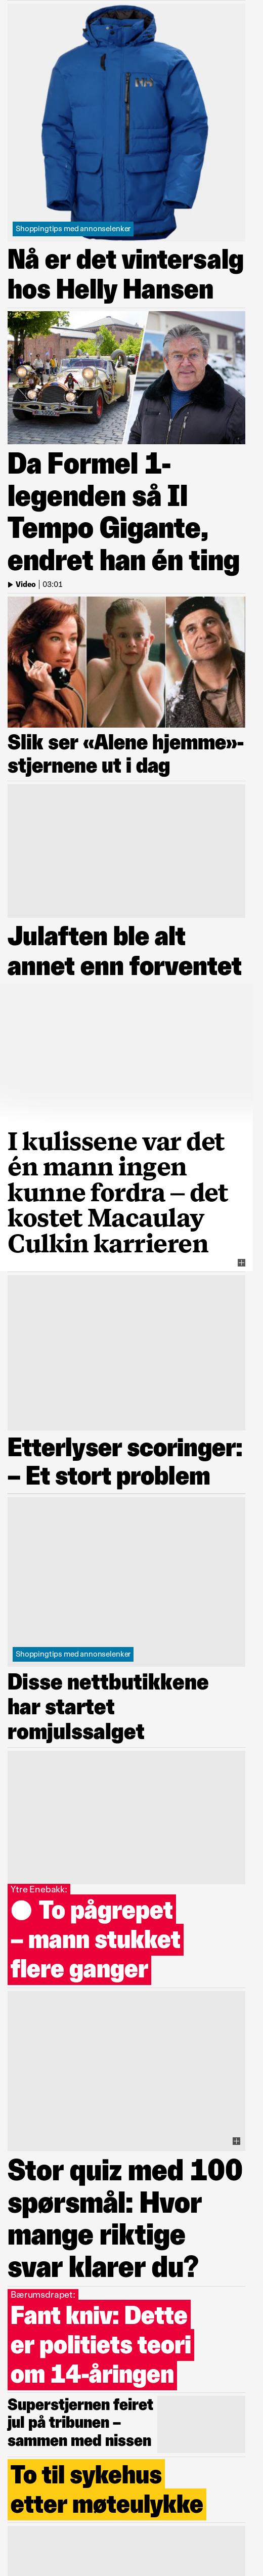 HH
Shoppingtips med annonselenker
Nå er det vintersalg
hos Helly Hansen
Da Formel 1-
legenden så Il
Tempo Gigante,
endret han én ting
Video | 03:01
Slik ser «Alene hjemme»-
stjernene ut i dag
Julaften ble alt
annet enn forventet
I kulissene var det
én mann ingen
kunne fordra – det
kostet Macaulay
Culkin karrieren
Etterlyser scoringer:
– Et stort problem
Shoppingtips med annonselenker
Disse nettbutikkene
har startet
romjulssalget
Ytre Enebakk:
To pågrepet
– mann stukket
flere ganger
Stor quiz med 100
spørsmål: Hvor
mange riktige
svar klarer du?
Bærumsdrapet:
Fant kniv: Dette
er politiets teori
om 14-åringen
Superstjernen feiret
jul på tribunen –
sammen med nissen
To til sykehus
etter møteulykke